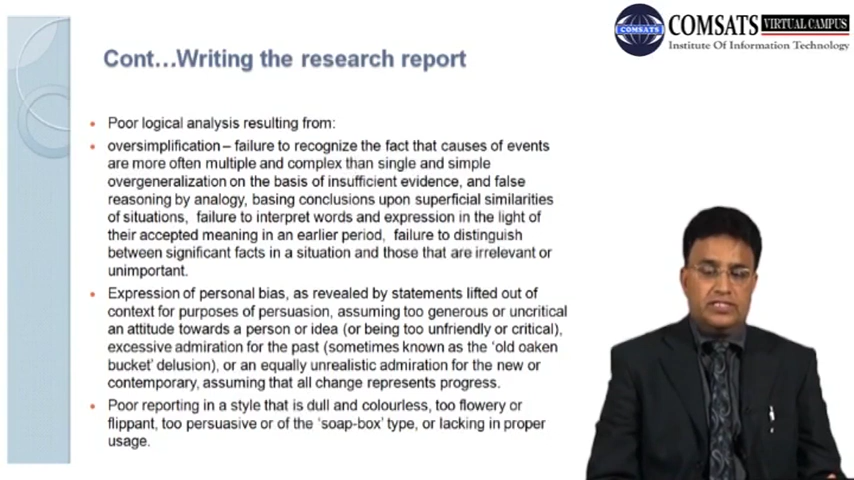 COMSATS VIRTUAL CAMPUS
COMSATS
Institute Of Information Technology
Cont...Writing the research report
Poor logical analysis resulting from:
oversimplification – failure to recognize the fact that causes of events
are more often multiple and complex than single and simple
overgeneralization on the basis of insufficient evidence, and false
reasoning by analogy, basing conclusions upon superficial similarities
of situations, failure to interpret words and expression in the light of
their accepted meaning in an earlier period, failure to distinguish
between significant facts in a situation and those that are irrelevant or
unimportant.
Expression of personal bias, as revealed by statements lifted out of
context for purposes of persuasion, assuming too generous or uncritical
an attitude towards a person or idea (or being too unfriendly or critical),
excessive admiration for the past (sometimes known as the ‘old oaken
bucket’ delusion), or an equally unrealistic admiration for the new or
contemporary, assuming that all change represents progress.
Poor reporting in a style that is dull and colourless, too flowery or
flippant, too persuasive or of the ‘soap-box’ type, or lacking in proper
usage.